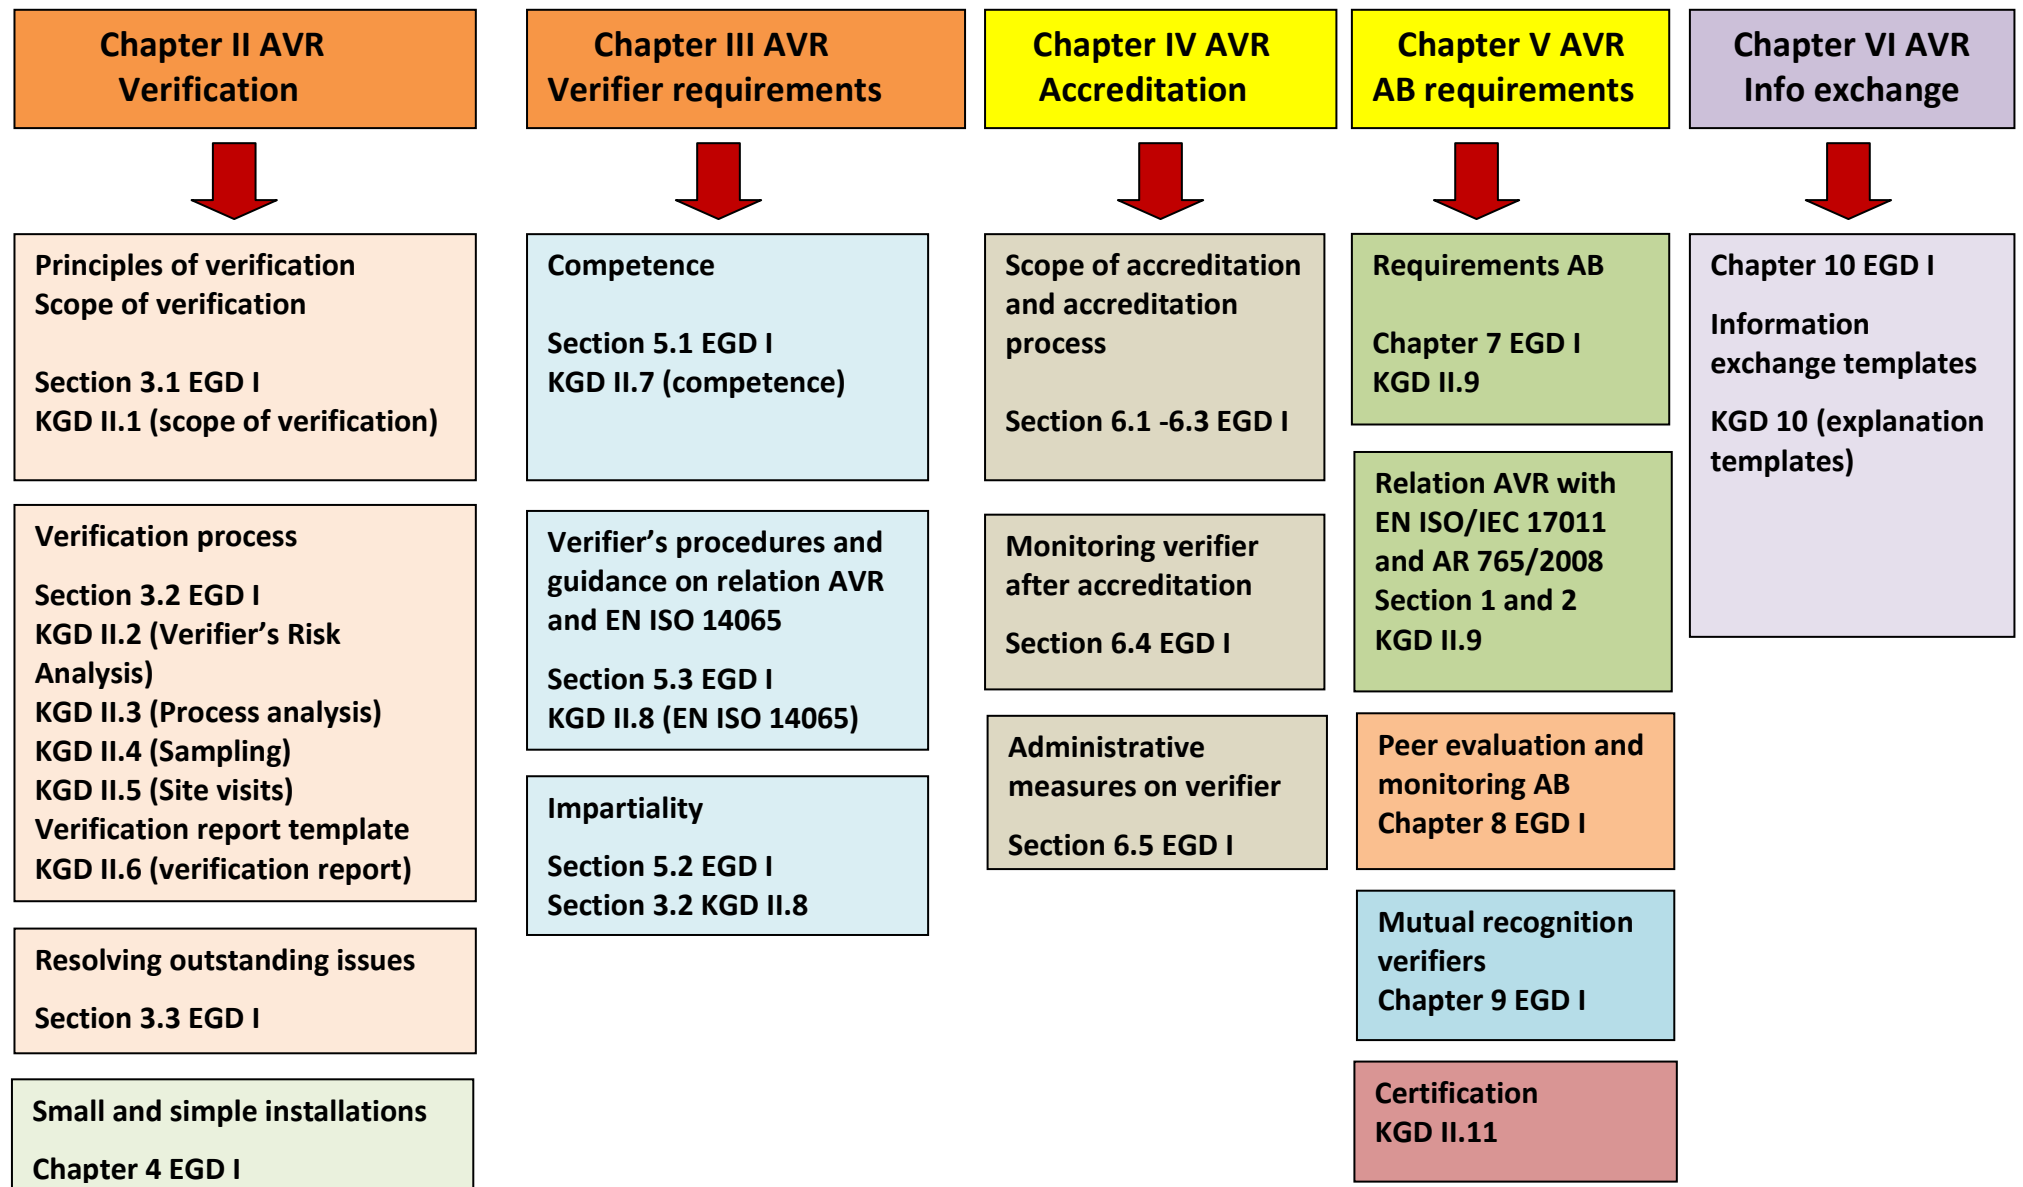 Chapter II AVR
Verification
Principles of verification
Scope of verification
Section 3.1 EGD I
KGD II.1 (scope of verification)
Verification process
Section 3.2 EGD I
KGD II.2 (Verifier's Risk
Analysis)
KGD II.3 (Process analysis)
KGD II.4 (Sampling)
KGD II.5 (Site visits)
Verification report template
KGD II.6 (verification report)
Resolving outstanding issues
Section 3.3 EGD I
Small and simple installations
Chapter 4 EGD I
Chapter III AVR
Verifier requirements
Competence
Section 5.1 EGD I
KGD II.7 (competence)
Verifier's procedures and
guidance on relation AVR
and EN ISO 14065
Section 5.3 EGD I
KGD II.8 (EN ISO 14065)
Impartiality
Section 5.2 EGD I
Section 3.2 KGD II.8
Chapter IV AVR
Accreditation
Scope of accreditation
and accreditation
process
Section 6.1 -6.3 EGD I
Monitoring verifier
after accreditation
Section 6.4 EGD I
Administrative
measures on verifier
Section 6.5 EGD I
Chapter V AVR
AB requirements
Requirements AB
Chapter 7 EGD I
KGD II.9
Relation AVR with
EN ISO/IEC 17011
and AR 765/2008
Section 1 and 2
KGD II.9
Peer evaluation and
monitoring AB
Chapter 8 EGD I
Mutual recognition
verifiers
Chapter 9 EGD I
Certification
KGD II.11
Chapter VI AVR
Info exchange
Chapter 10 EGD I
Information
exchange templates
KGD 10 (explanation
templates)